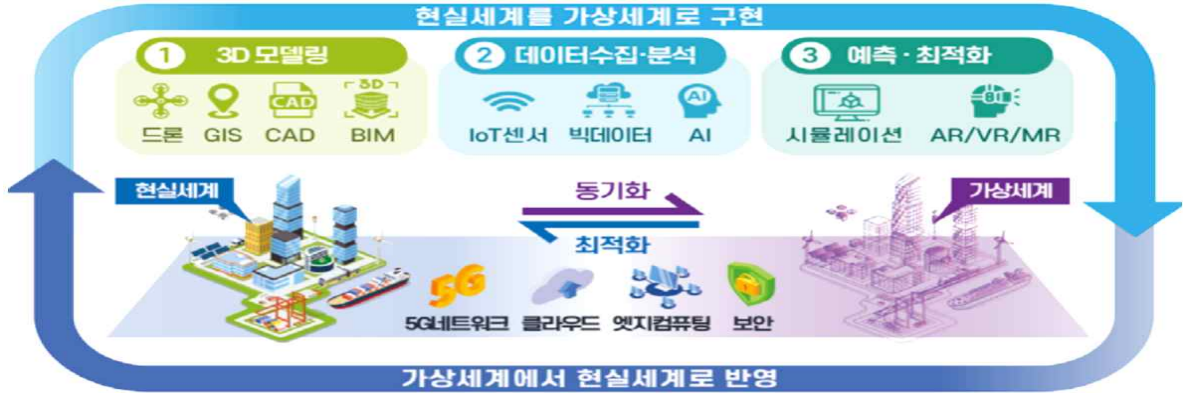 현실세계를 가상세계로 구현
1 3D 모델링
드론 GIS CAD BIM
CAD
3D
2 데이터수집·분석
IoT센서 빅데이터 AI
AI
3 예측·최적화
시뮬레이션 AR/VR/MR
현실세계
동기화
최적화
가상세계
5G
5G네트워크 클라우드 엣지컴퓨팅 보안
가상세계에서 현실세계로 반영